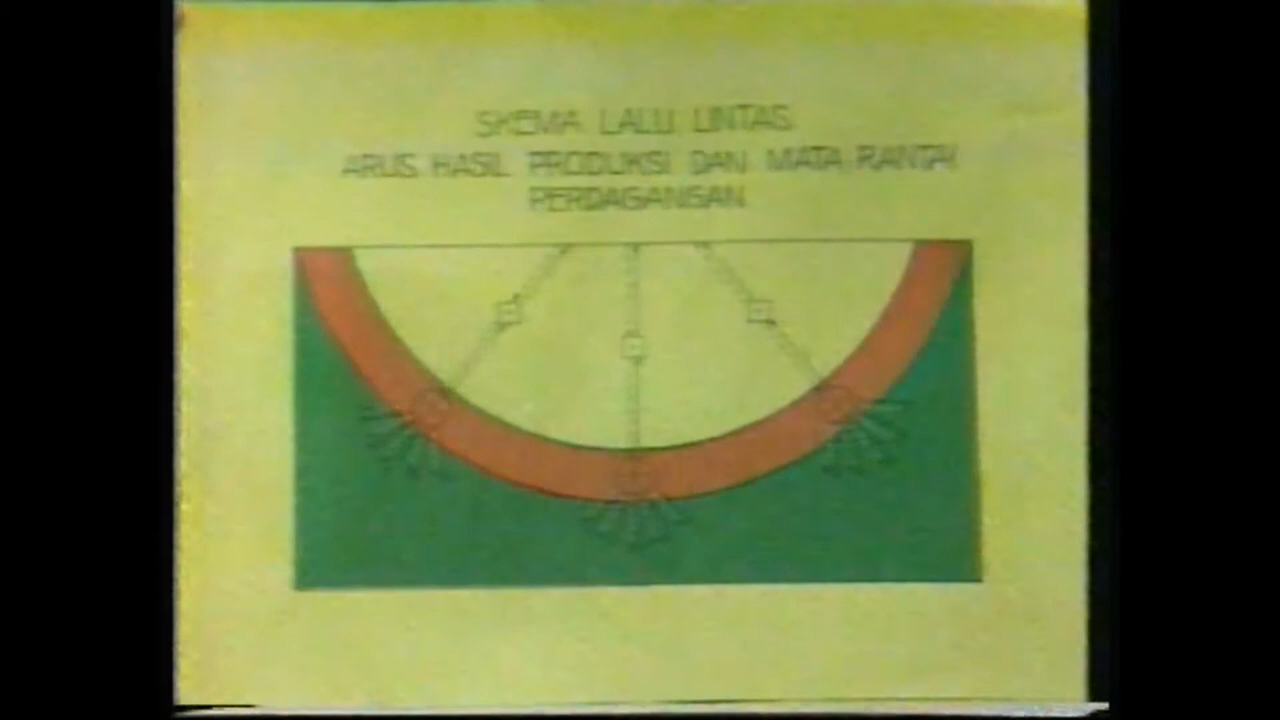 SKEMA LALU LINTAS
ARUS HASIL PRODUKSI DAN MATA RANTAI
PERDAGANGAN